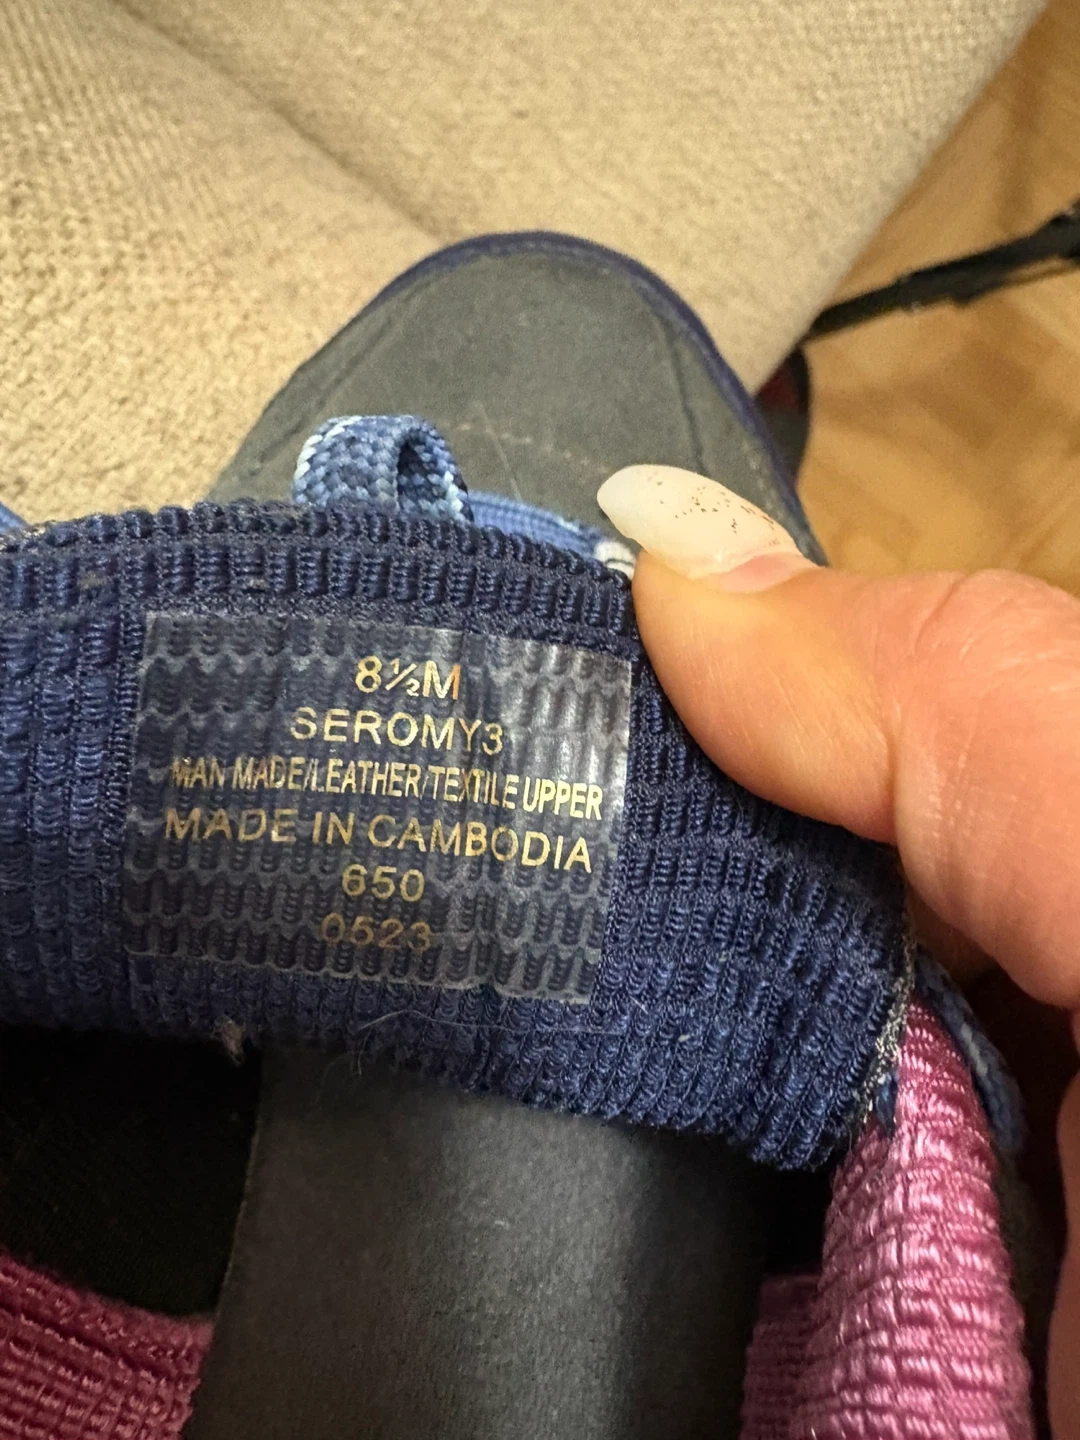 8½M
SEROMY3
MAN MADE/LEATHER/TEXTILE UPPER
MADE IN CAMBODIA
650
0523